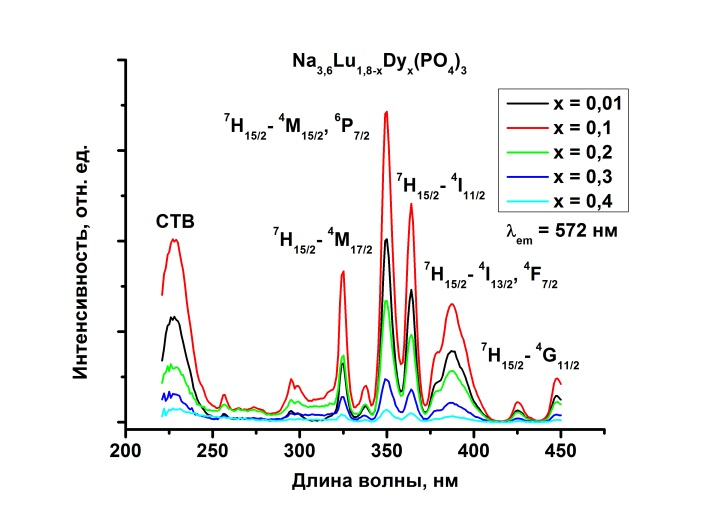 Na3,6Lu1,8-xDyx(PO4)3
x = 0,01
x = 0,1
x = 0,2
x = 0,3
x = 0,4
λem = 572 нм
7H15/2- 4M15/2, 6P7/2
7H15/2- 4I11/2
CTB
7H15/2- 4M17/2
7H15/2- 4I13/2, 4F7/2
7H15/2- 4G11/2
Интенсивность, отн. ед.
200 250 300 350 400 450
Длина волны, нм